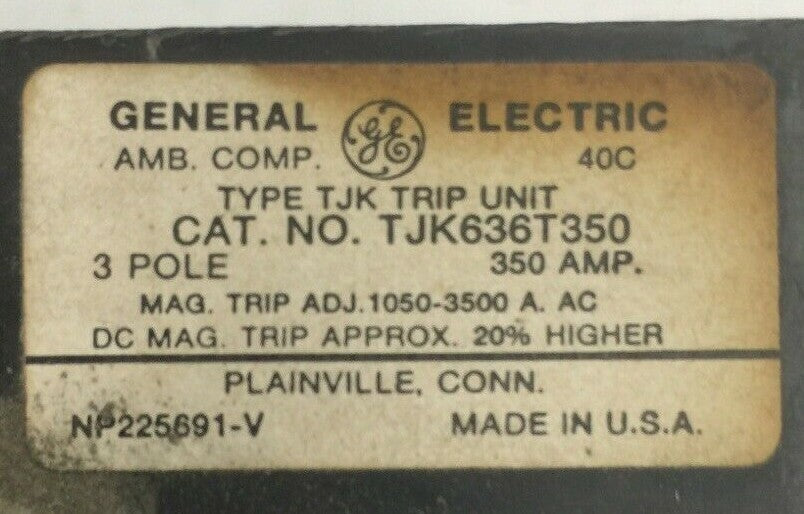 GENERAL GE ELECTRIC
AMB. COMP. 40C
TYPE TJK TRIP UNIT
CAT. NO. TJK636T350
3 POLE 350 AMP.
MAG. TRIP ADJ. 1050-3500 A. AC
DC MAG. TRIP APPROX. 20% HIGHER
PLAINVILLE, CONN.
NP225691-V MADE IN U.S.A.